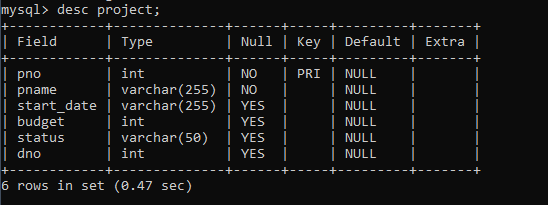 mysql> desc project;
+------------+--------------+------+-----+---------+-------+
| Field      | Type         | Null | Key | Default | Extra |
+------------+--------------+------+-----+---------+-------+
| pno        | int          | NO   | PRI | NULL    |       |
| pname      | varchar(255) | NO   |     | NULL    |       |
| start_date | varchar(255) | YES  |     | NULL    |       |
| budget     | int          | YES  |     | NULL    |       |
| status     | varchar(50)  | YES  |     | NULL    |       |
| dno        | int          | YES  |     | NULL    |       |
+------------+--------------+------+-----+---------+-------+
6 rows in set (0.47 sec)